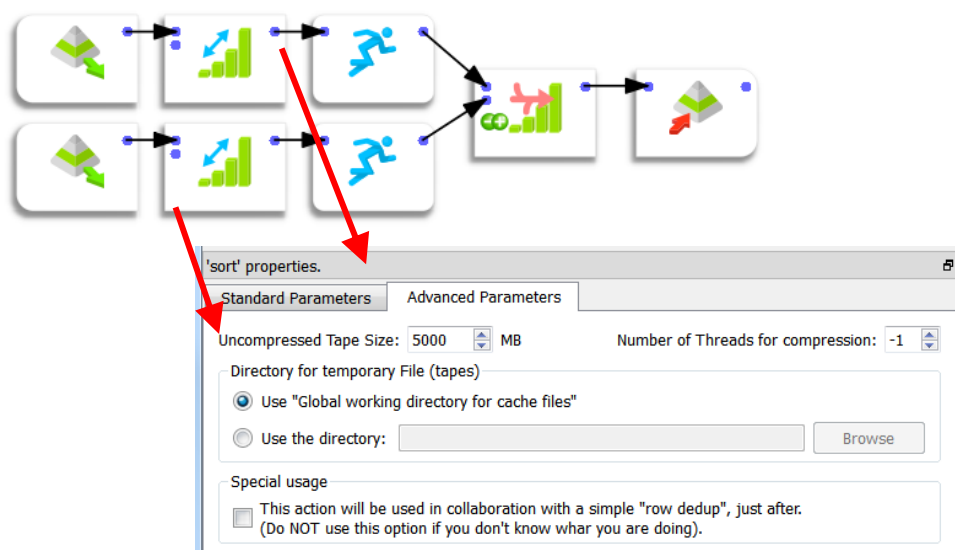 'sort' properties.
Standard Parameters
Advanced Parameters
Uncompressed Tape Size: 5000 MB
Number of Threads for compression: -1
Directory for temporary File (tapes)
Use "Global working directory for cache files"
Use the directory:
Browse
Special usage
This action will be used in collaboration with a simple "row dedup", just after.
(Do NOT use this option if you don't know whar you are doing).